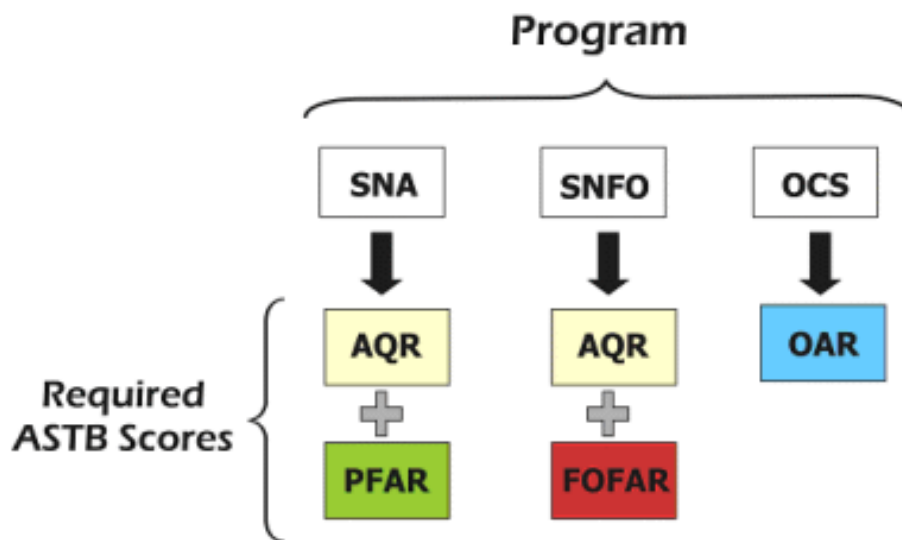 Program
SNA SNFO OCS
AQR AQR OAR
Required
ASTB Scores
PFAR FOFAR